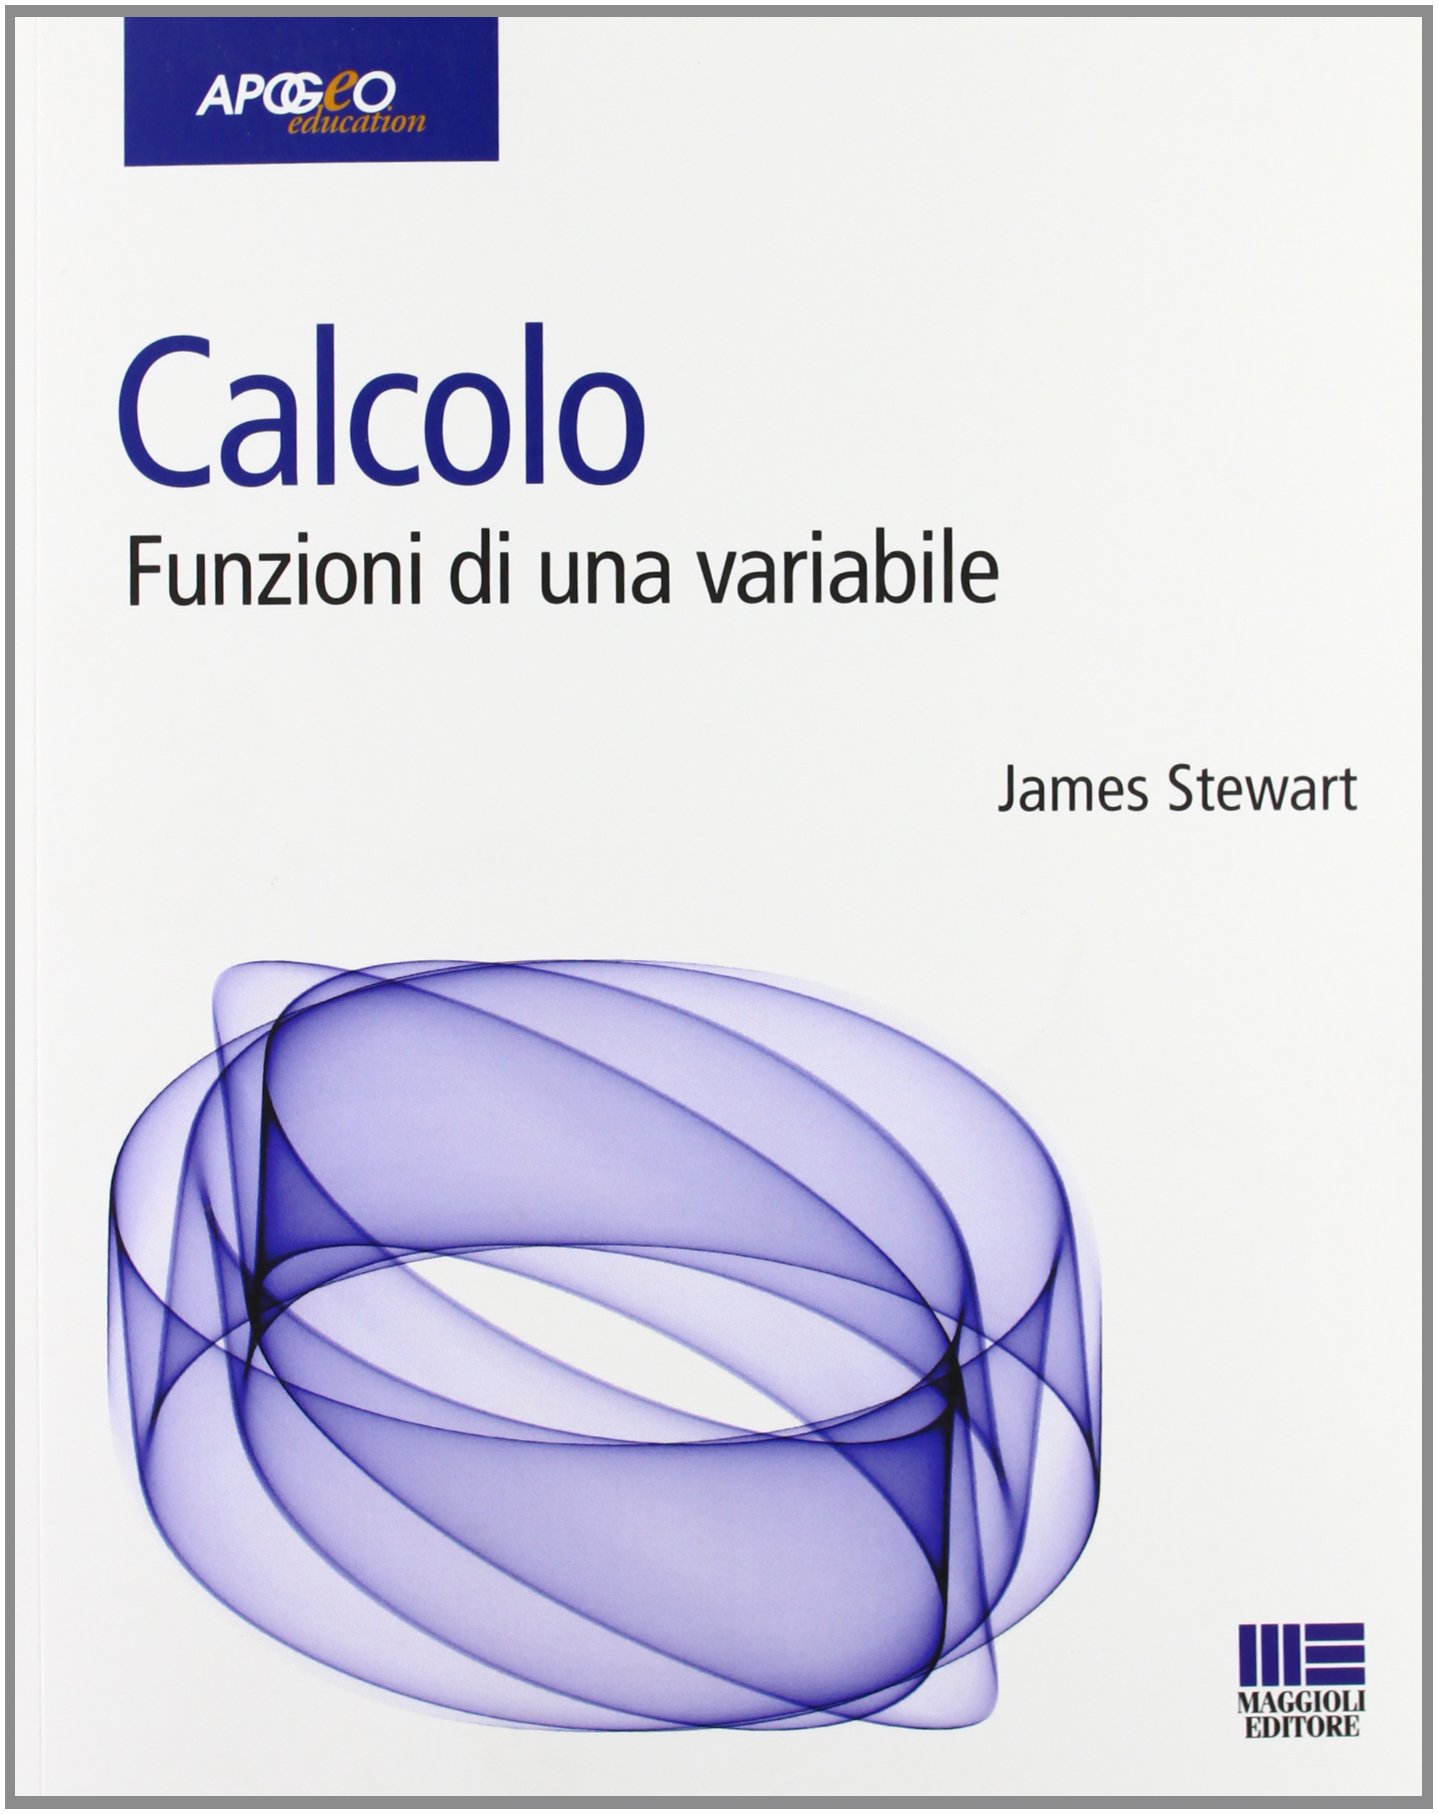 APOGeO
education
Calcolo
Funzioni di una variabile
James Stewart
MAGGIOLI
EDITORE